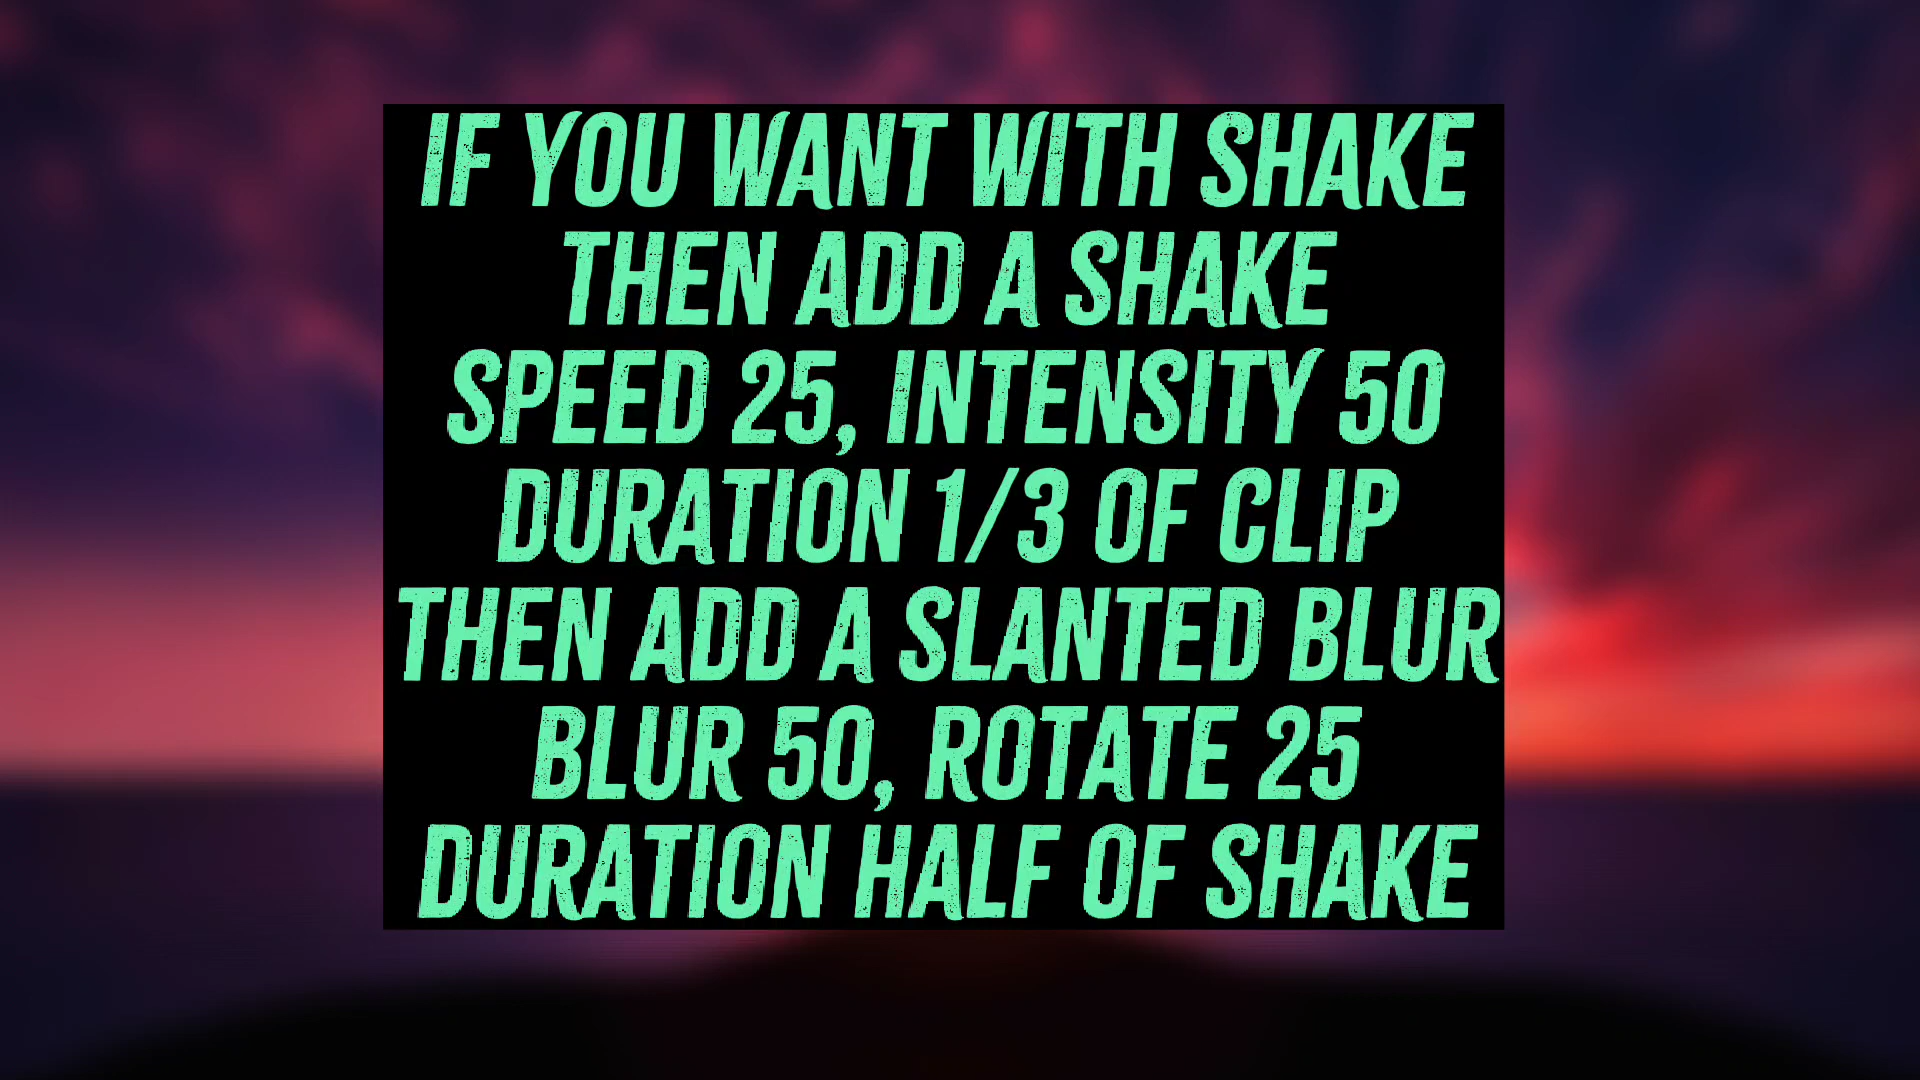 IF YOU WANT WITH SHAKE
THEN ADD A SHAKE
SPEED 25, INTENSITY 50
DURATION 1/3 OF CLIP
THEN ADD A SLANTED BLUR
BLUR 50, ROTATE 25
DURATION HALF OF SHAKE